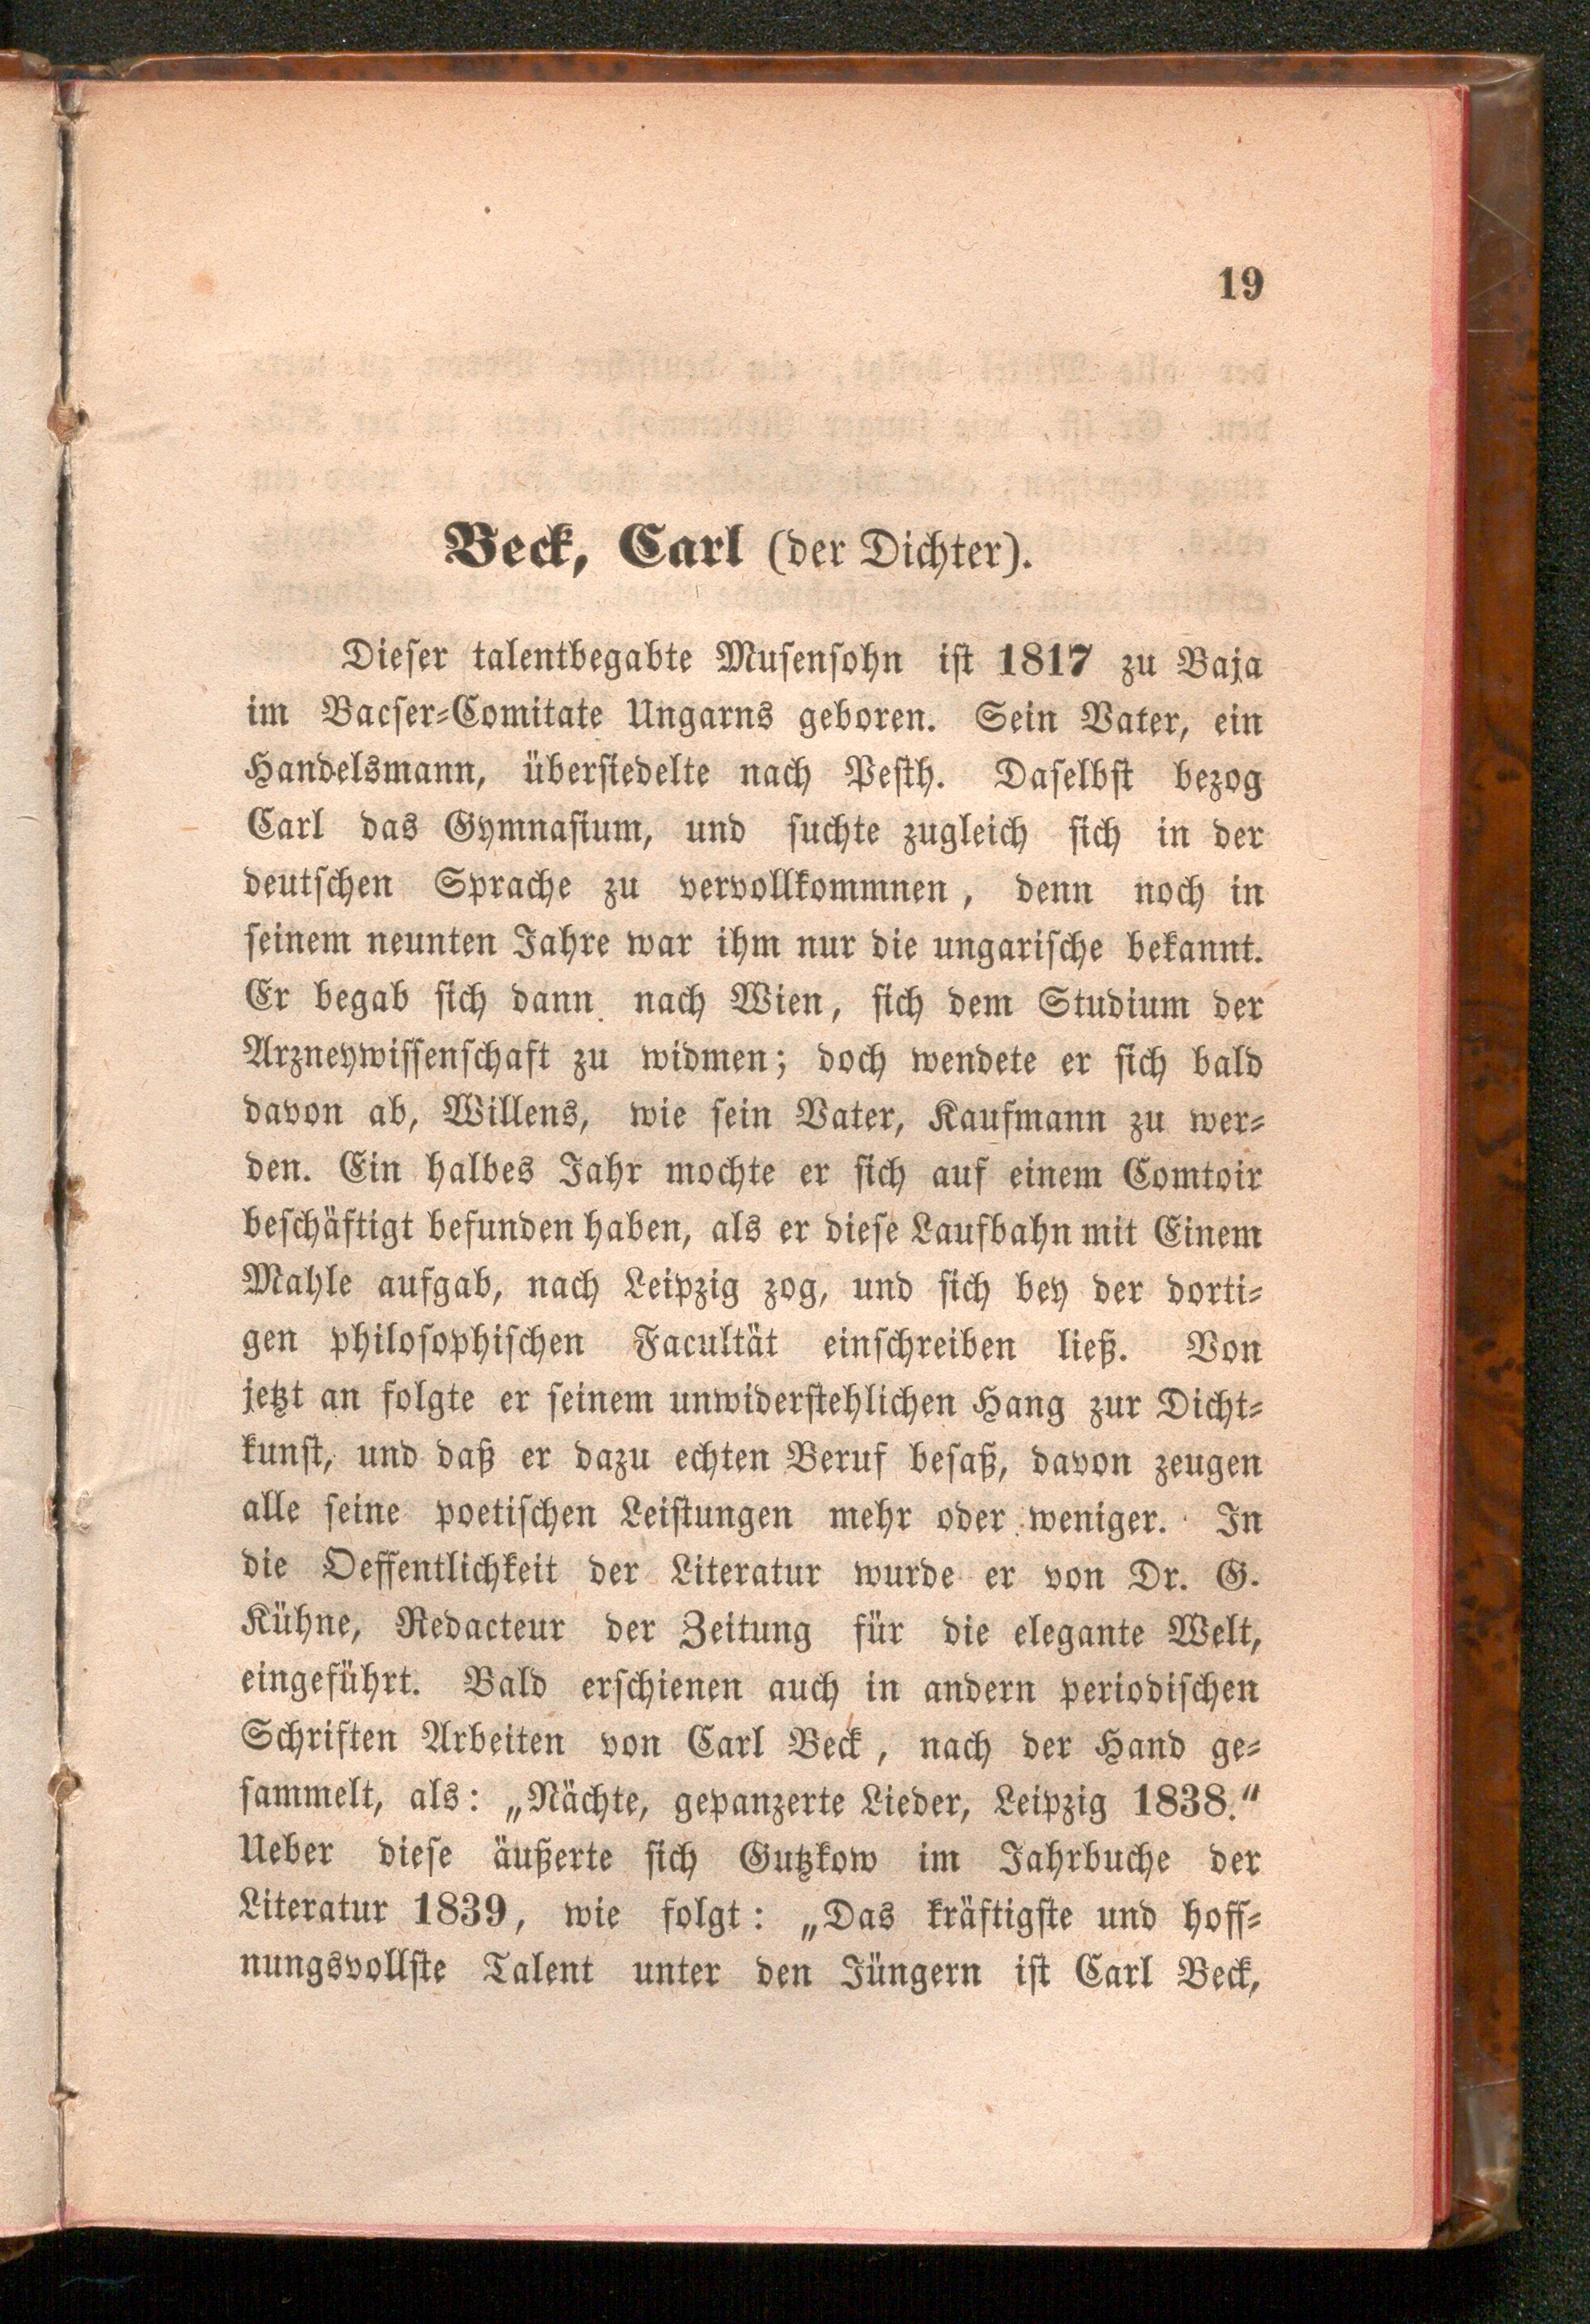 19
Beck, Carl (der Dichter).
Dieser talentbegabte Musensohn ist 1817 zu Baja
im Bacser-Comitate Ungarns geboren. Sein Vater, ein
Handelsmann, übersiedelte nach Pesth. Daselbst bezog
Carl das Gymnasium, und suchte zugleich sich in der
deutschen Sprache zu vervollkommnen, denn noch in
seinem neunten Jahre war ihm nur die ungarische bekannt.
Er begab sich dann nach Wien, sich dem Studium der
Arzneywissenschaft zu widmen; doch wendete er sich bald
davon ab, Willens, wie sein Vater, Kaufmann zu wer-
den. Ein halbes Jahr mochte er sich auf einem Comtoir
beschäftigt befunden haben, als er diese Laufbahn mit Einem
Mahle aufgab, nach Leipzig zog, und sich bey der dorti-
gen philosophischen Facultät einschreiben ließ. Von
jetzt an folgte er seinem unwiderstehlichen Hang zur Dicht-
kunst, und daß er dazu echten Beruf besaß, davon zeugen
alle seine poetischen Leistungen mehr oder weniger. In
die Oeffentlichkeit der Literatur wurde er von Dr. G.
Kühne, Redacteur der Zeitung für die elegante Welt,
eingeführt. Bald erschienen auch in andern periodischen
Schriften Arbeiten von Carl Beck, nach der Hand ge-
sammelt, als: „Nächte, gepanzerte Lieder, Leipzig 1838.“
Ueber diese äußerte sich Gutzkow im Jahrbuche der
Literatur 1839, wie folgt: „Das kräftigste und hoff-
nungsvollste Talent unter den Jüngern ist Carl Beck,